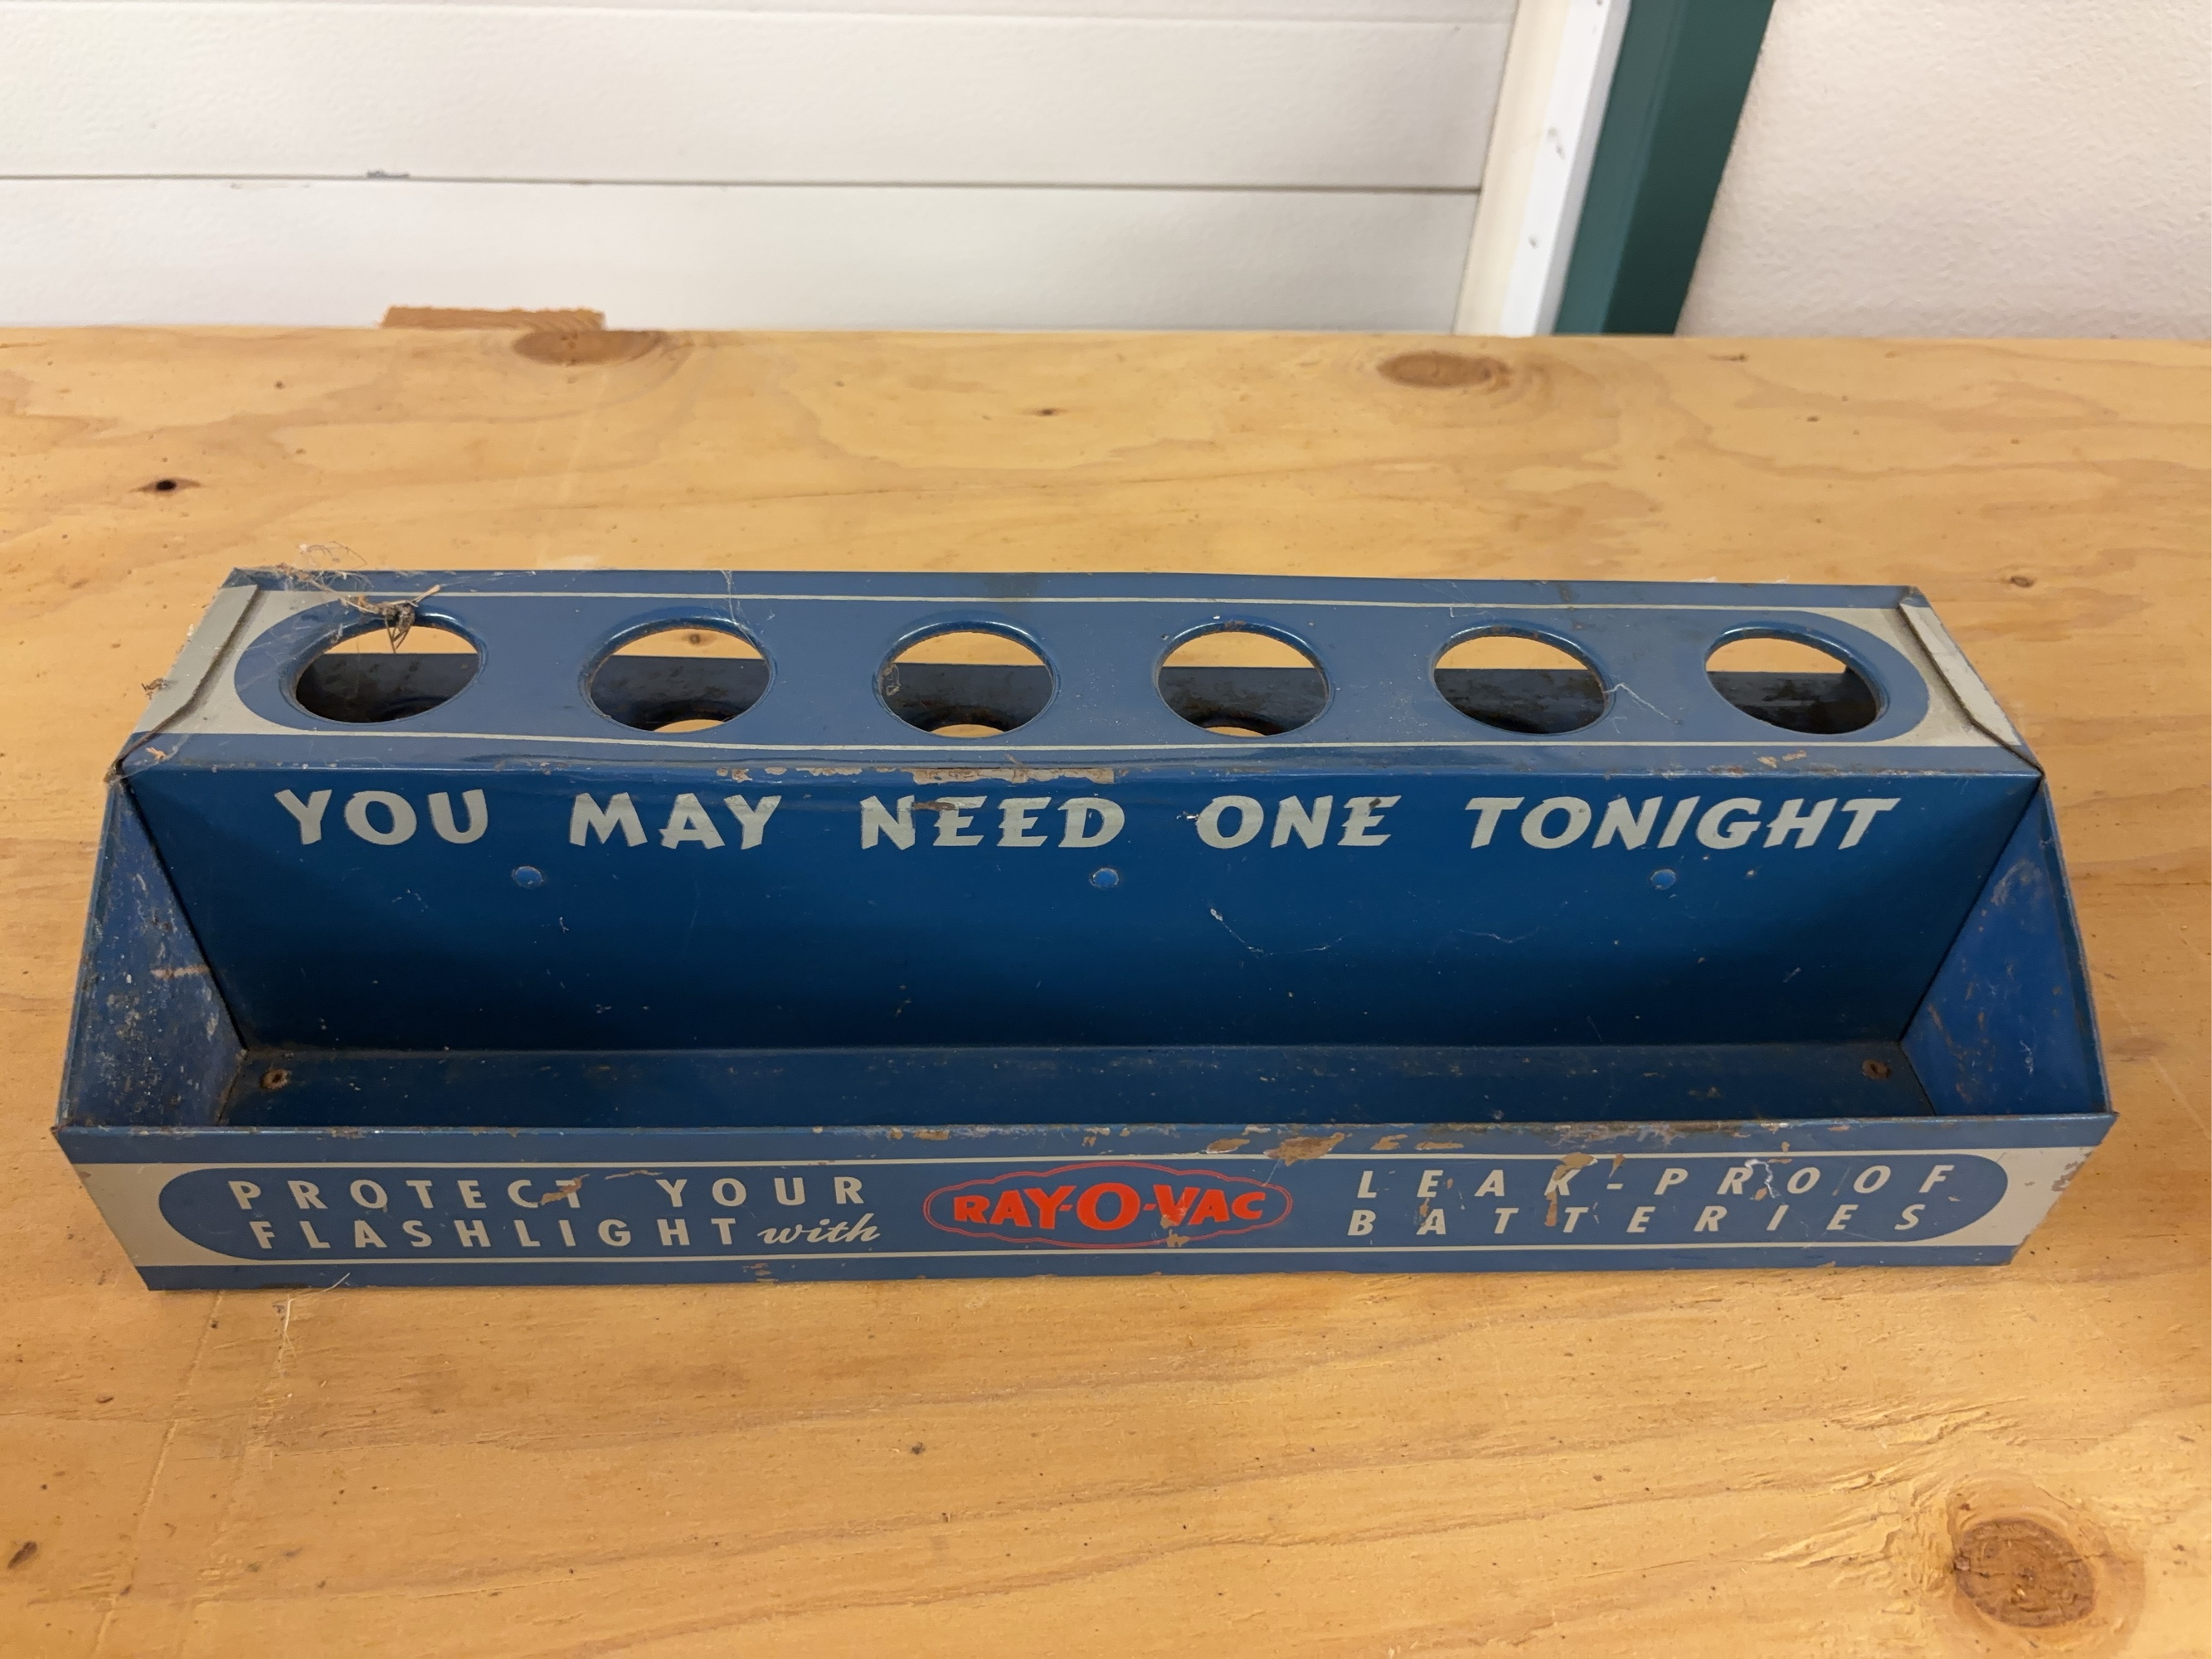 YOU MAY NEED ONE TONIGHT
PROTECT YOUR
FLASHLIGHT with
RAY-O-VAC
LEAK-PROOF
BATTERIES